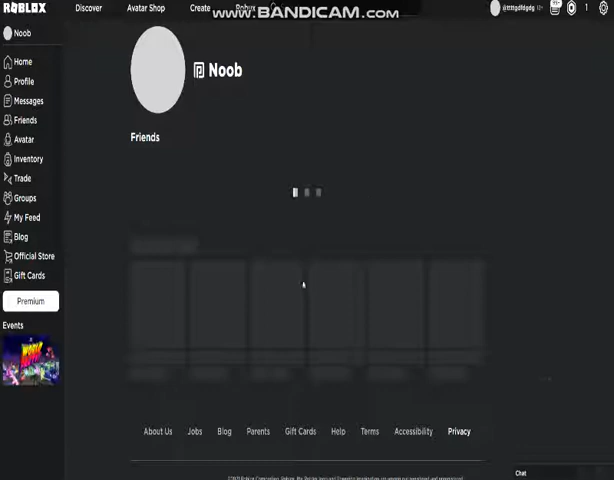 ROBLOX
Discover
Avatar Shop
Create
Robux
www.BANDICAM.com
1
Noob
Home
Profile
Messages
Friends
Avatar
Inventory
Trade
Groups
My Feed
Blog
Official Store
Gift Cards
Premium
Events
Noob
Friends
About Us
Jobs
Blog
Parents
Gift Cards
Help
Terms
Accessibility
Privacy
Chat